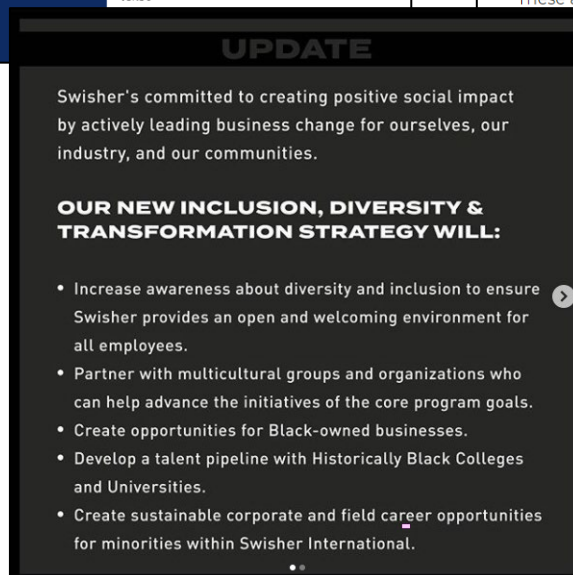 These a
UPDATE
Swisher's committed to creating positive social impact
by actively leading business change for ourselves, our
industry, and our communities.
OUR NEW INCLUSION, DIVERSITY &
TRANSFORMATION STRATEGY WILL:
• Increase awareness about diversity and inclusion to ensure
Swisher provides an open and welcoming environment for
all employees.
• Partner with multicultural groups and organizations who
can help advance the initiatives of the core program goals.
• Create opportunities for Black-owned businesses.
• Develop a talent pipeline with Historically Black Colleges
and Universities.
• Create sustainable corporate and field career opportunities
for minorities within Swisher International.